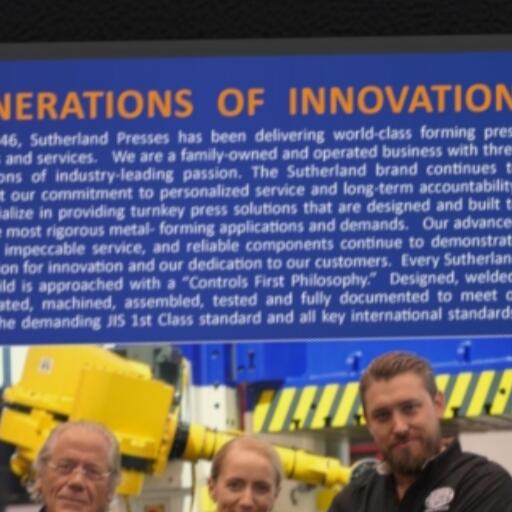 NERATIONS OF INNOVATION
46, Sutherland Presses has been delivering world-class forming pres
and services. We are a family-owned and operated business with thre
ons of industry-leading passion. The Sutherland brand continues t
t our commitment to personalized service and long-term accountability
ialize in providing turnkey press solutions that are designed and built t
e most rigorous metal- forming applications and demands. Our advance
impeccable service, and reliable components continue to demonstrat
on for innovation and our dedication to our customers. Every Sutherlan
ild is approached with a “Controls First Philosophy.” Designed, welded
ated, machined, assembled, tested and fully documented to meet o
he demanding JIS 1st Class standard and all key international standards